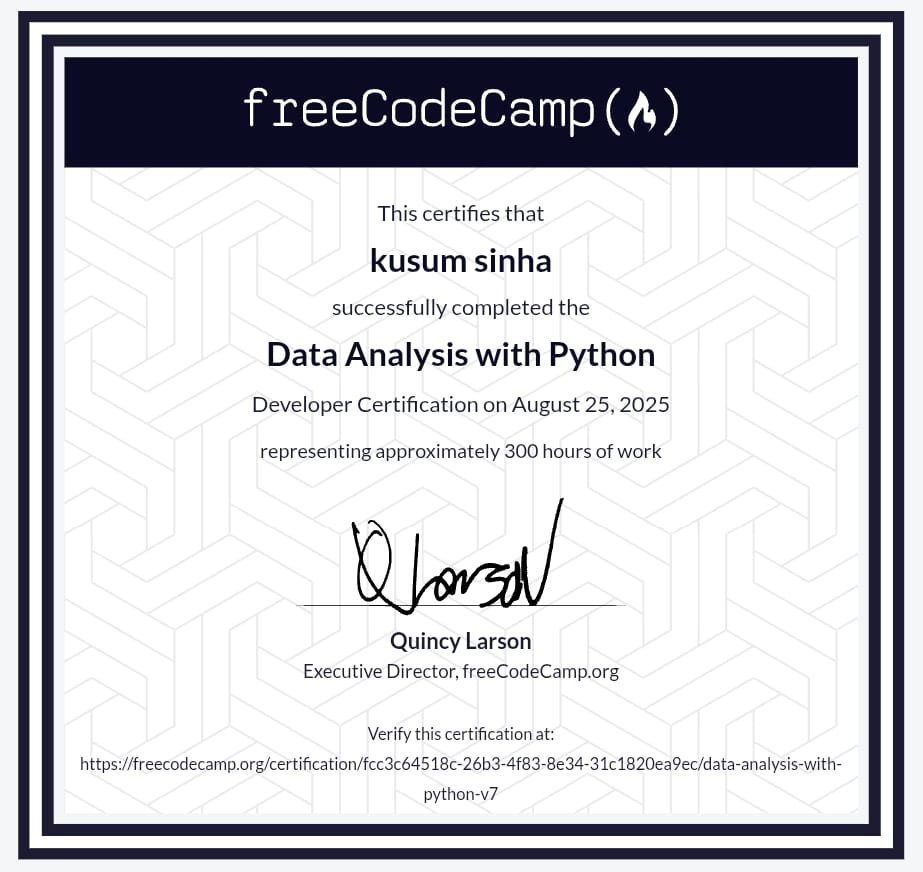 freeCodeCamp
This certifies that
kusum sinha
successfully completed the
Data Analysis with Python
Developer Certification on August 25, 2025
representing approximately 300 hours of work
Q Larson
Quincy Larson
Executive Director, freeCodeCamp.org
Verify this certification at:
https://freecodecamp.org/certification/fcc3c64518c-26b3-4f83-8e34-31c1820ea9ec/data-analysis-with-
python-v7